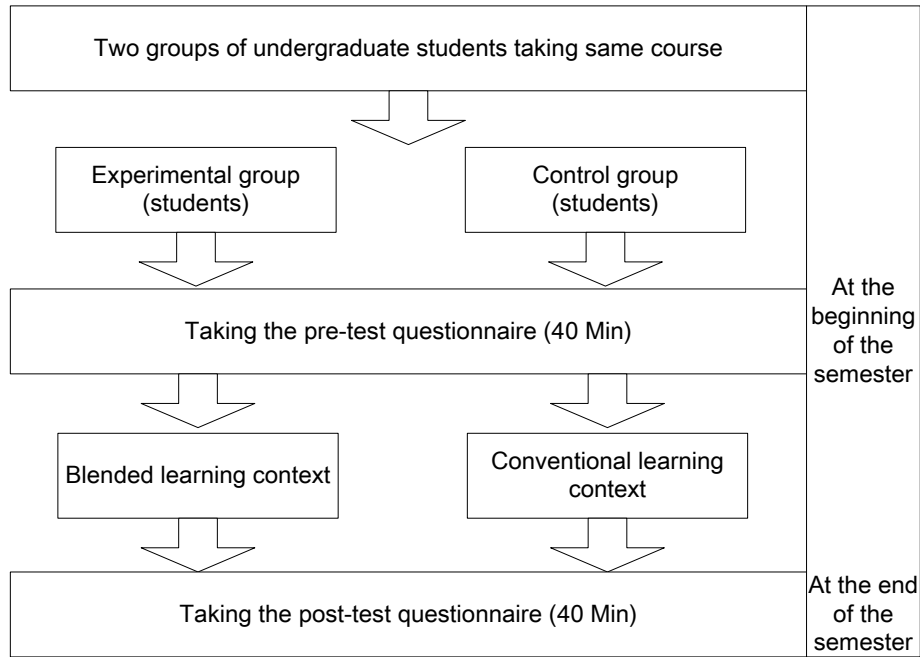 Two groups of undergraduate students taking same course
Experimental group
(students)
Control group
(students)
Taking the pre-test questionnaire (40 Min)
At the
beginning
of the
semester
Blended learning context
Conventional learning
context
Taking the post-test questionnaire (40 Min)
At the end
of the
semester